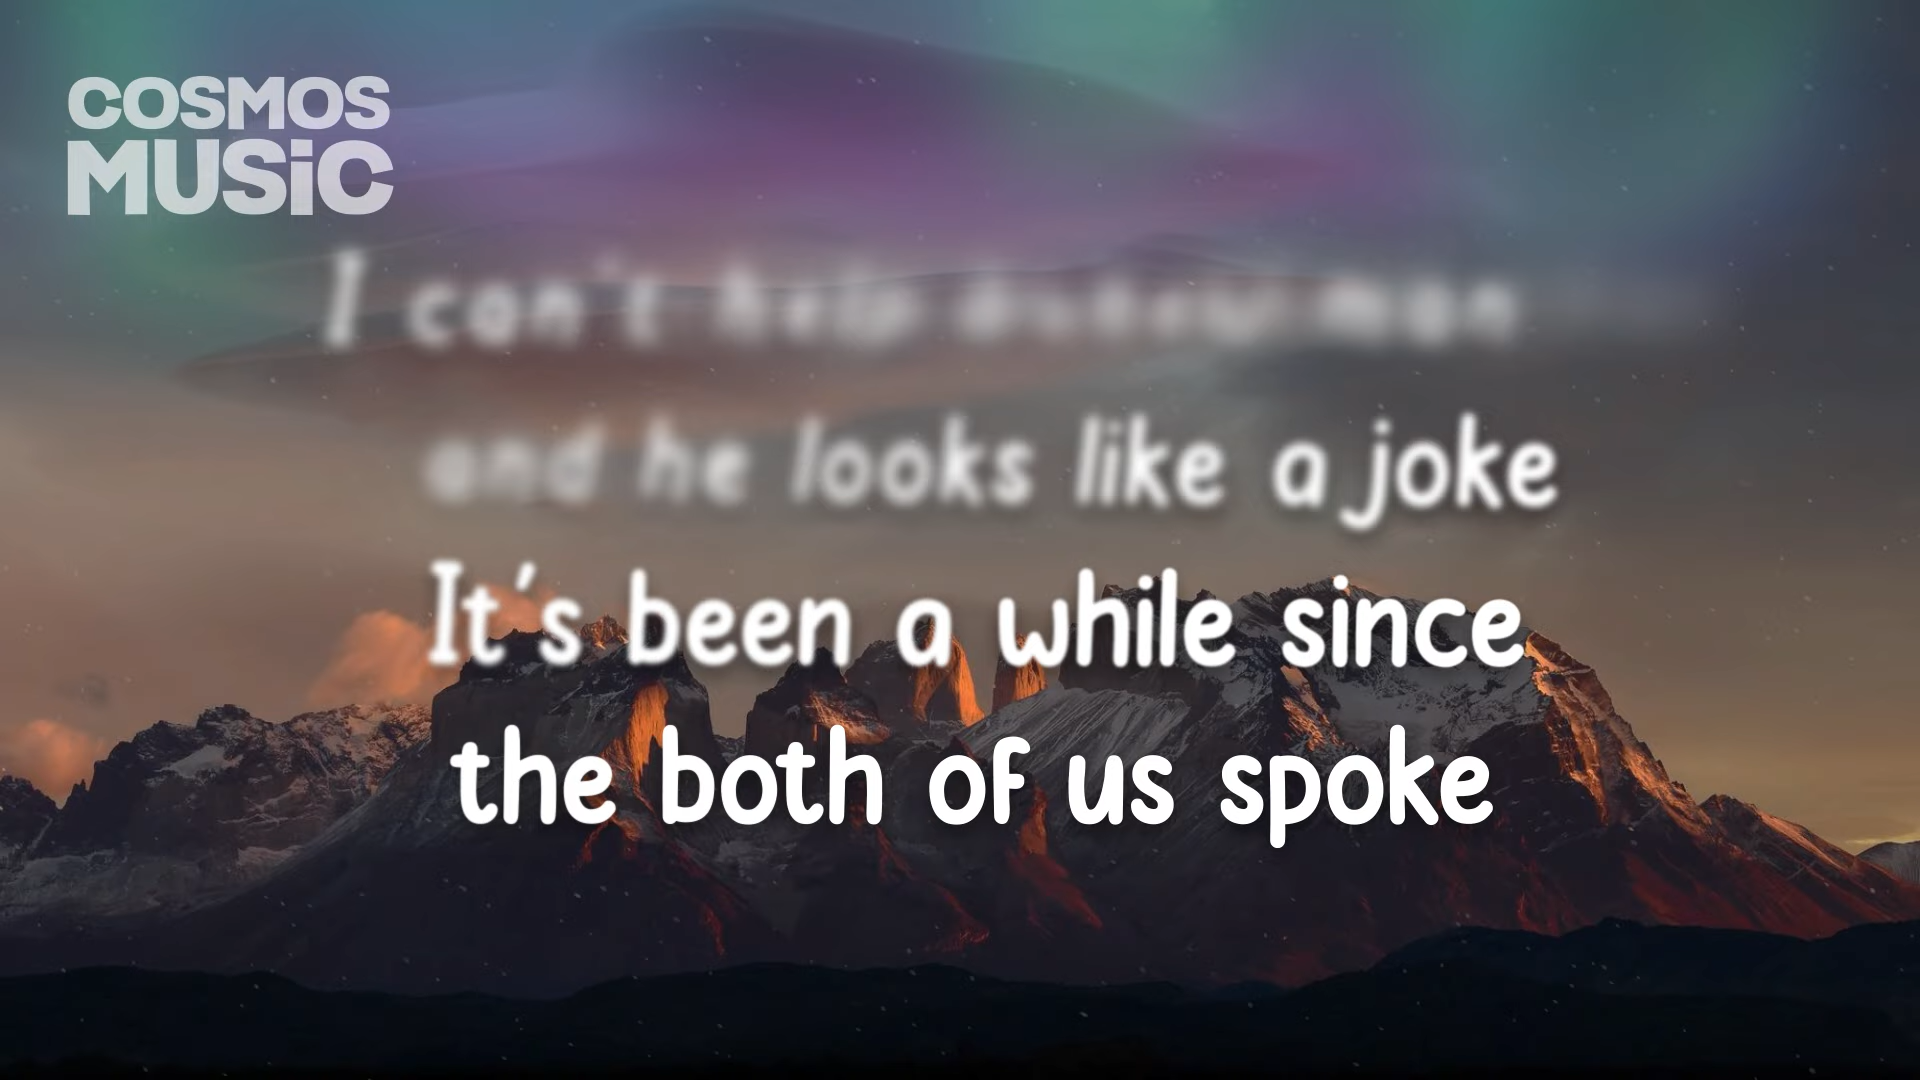 COSMOS
MUSiC
I can't help
and he looks like a joke
It's been a while since
the both of us spoke